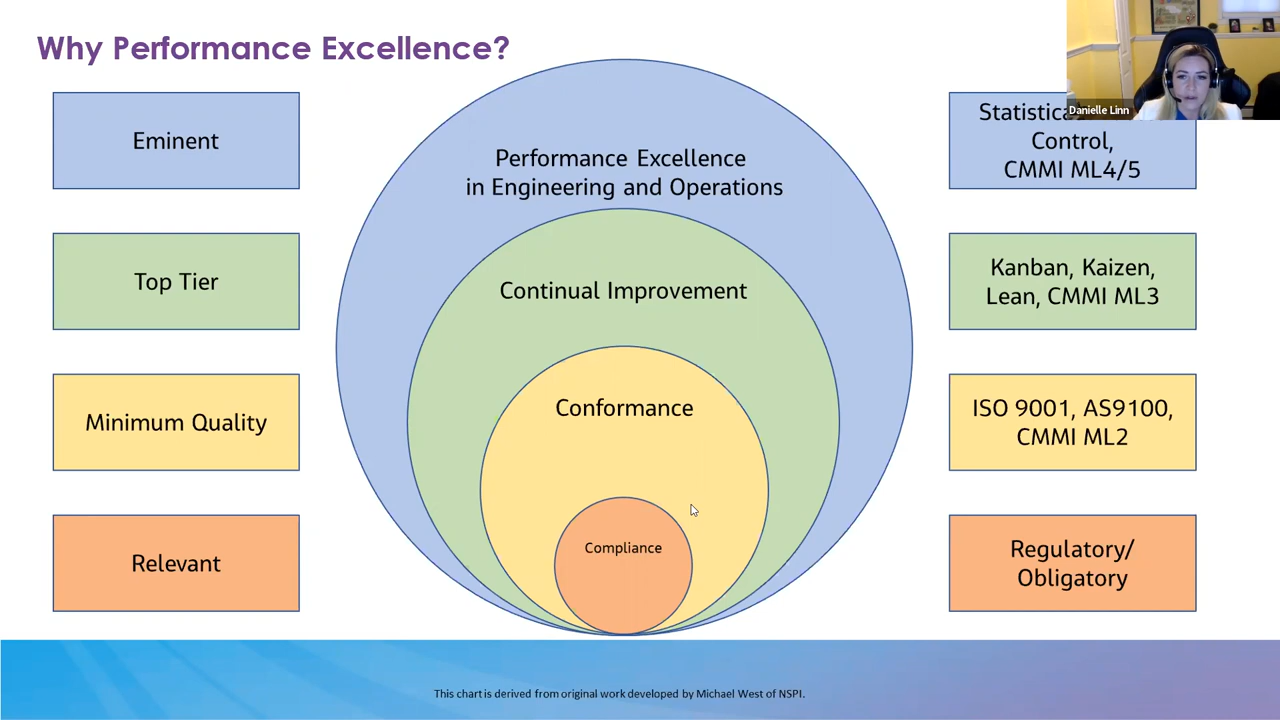 Why Performance Excellence?
Danielle Linn
Eminent
Performance Excellence
in Engineering and Operations
Control,
CMMI ML4/5
Top Tier
Continual Improvement
Kanban, Kaizen,
Lean, CMMI ML3
Minimum Quality
Conformance
ISO 9001, AS9100,
CMMI ML2
Relevant
Compliance
Regulatory/
Obligatory
This chart is derived from original work developed by Michael West of NSPI.